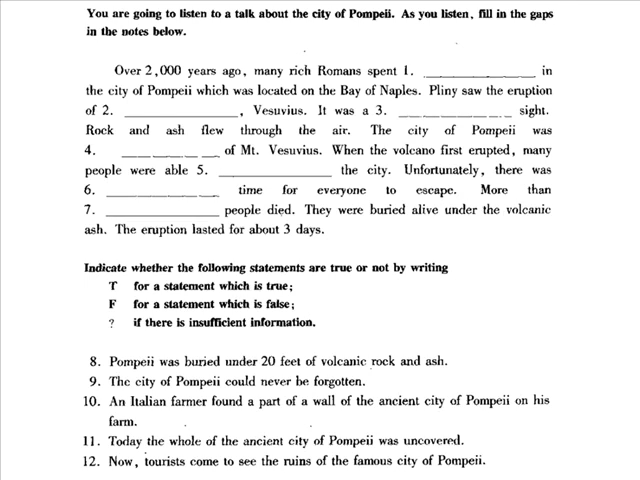 You are going to listen to a talk about the city of Pompeii. As you listen, fill in the gaps
in the notes below.
Over 2,000 years ago, many rich Romans spent 1. ____________ in
the city of Pompeii which was located on the Bay of Naples. Pliny saw the eruption
of 2. ____________, Vesuvius. It was a 3. ____________ sight.
Rock and ash flew through the air. The city of Pompeii was
4. ____________ of Mt. Vesuvius. When the volcano first erupted, many
people were able 5. ____________ the city. Unfortunately, there was
6. ____________ time for everyone to escape. More than
7. ____________ people died. They were buried alive under the volcanic
ash. The eruption lasted for about 3 days.
Indicate whether the following statements are true or not by writing
T for a statement which is true;
F for a statement which is false;
? if there is insufficient information.
8. Pompeii was buried under 20 feet of volcanic rock and ash.
9. The city of Pompeii could never be forgotten.
10. An Italian farmer found a part of a wall of the ancient city of Pompeii on his
farm.
11. Today the whole of the ancient city of Pompeii was uncovered.
12. Now, tourists come to see the ruins of the famous city of Pompeii.